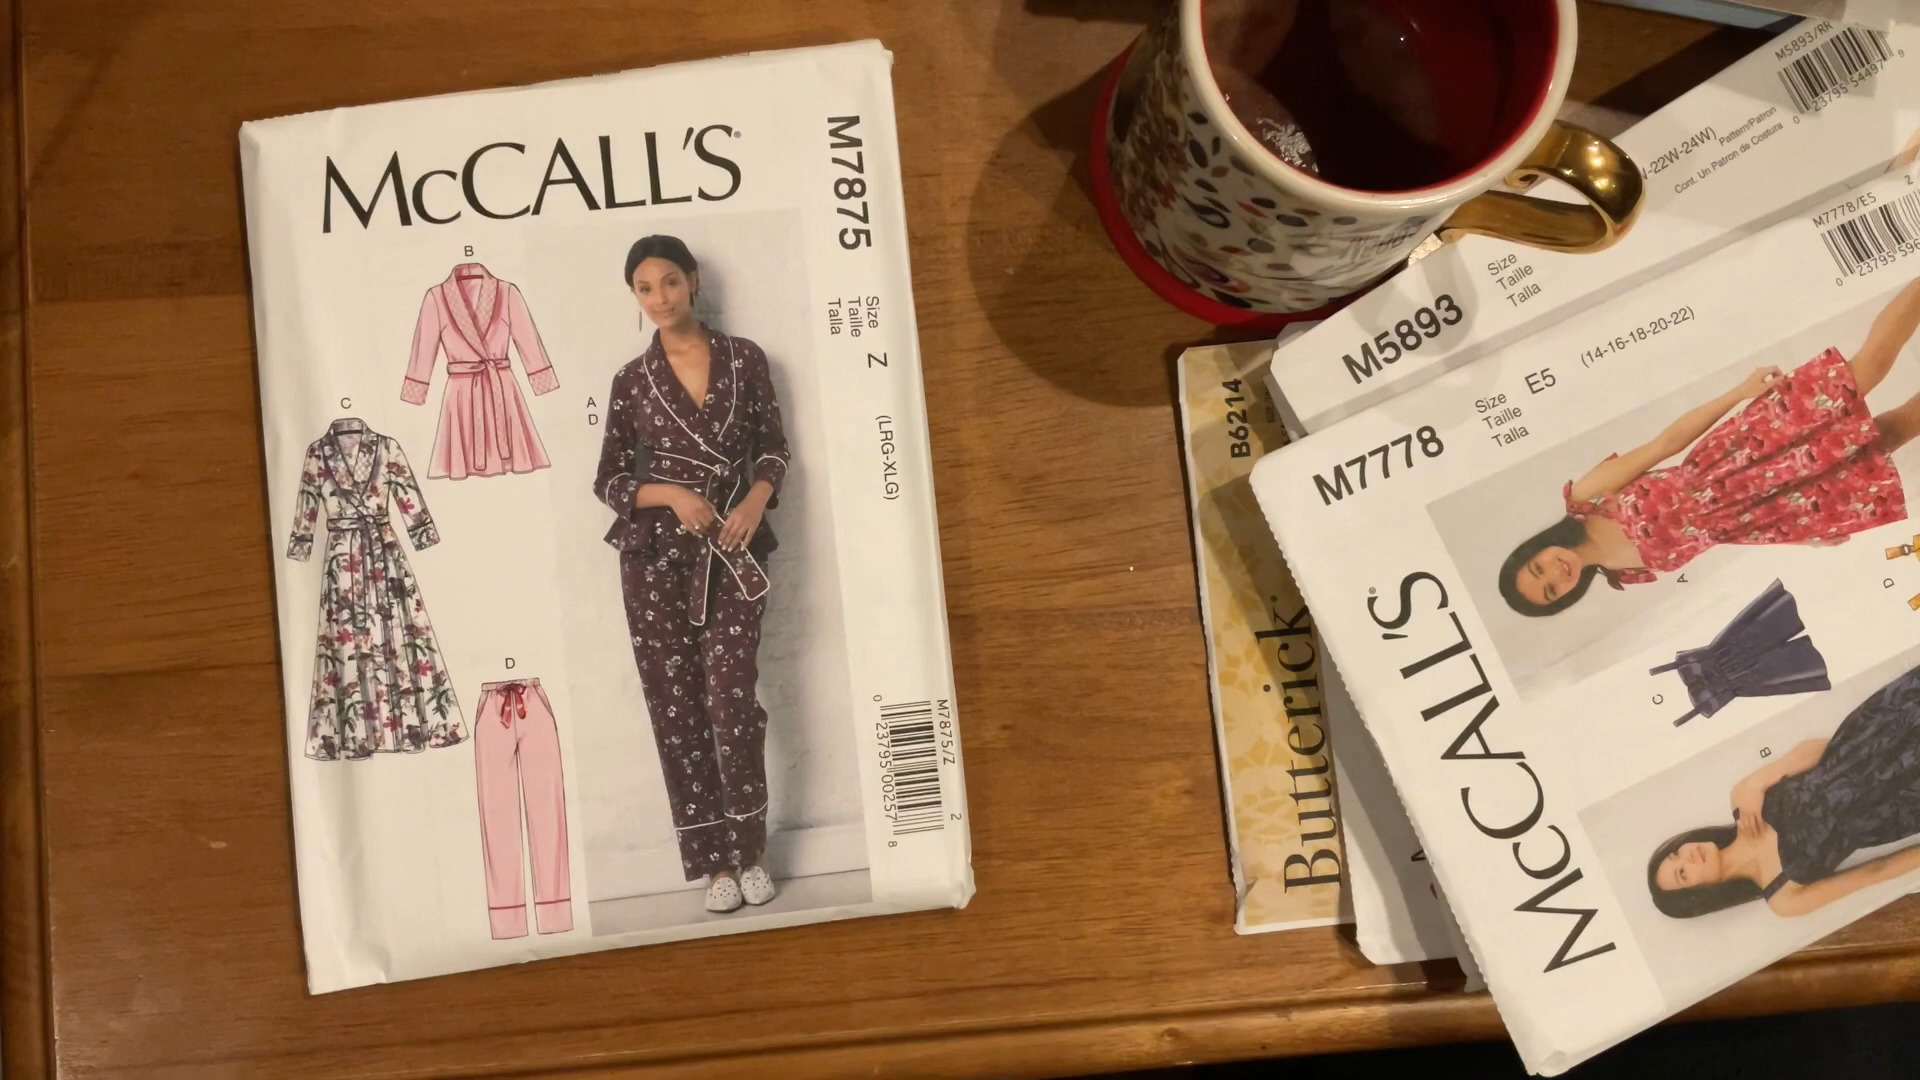 McCALL'S
M7875
Size
Taille
Talla
Z
(LRG-XLG)
B
C
A
D
D
M7875/Z
0 23795 00257 8
2
M5893/RR
0 23795 54497 9
Pattern/Patron
Cont. Un Patron de Costura
-22W-24W)
M5893
Size
Taille
Talla
2
M7778/E5
0 23795
M7778
Size
Taille
Talla
E5
(14-16-18-20-22)
McCALL'S
A
C
D
B
B6214
Butterick